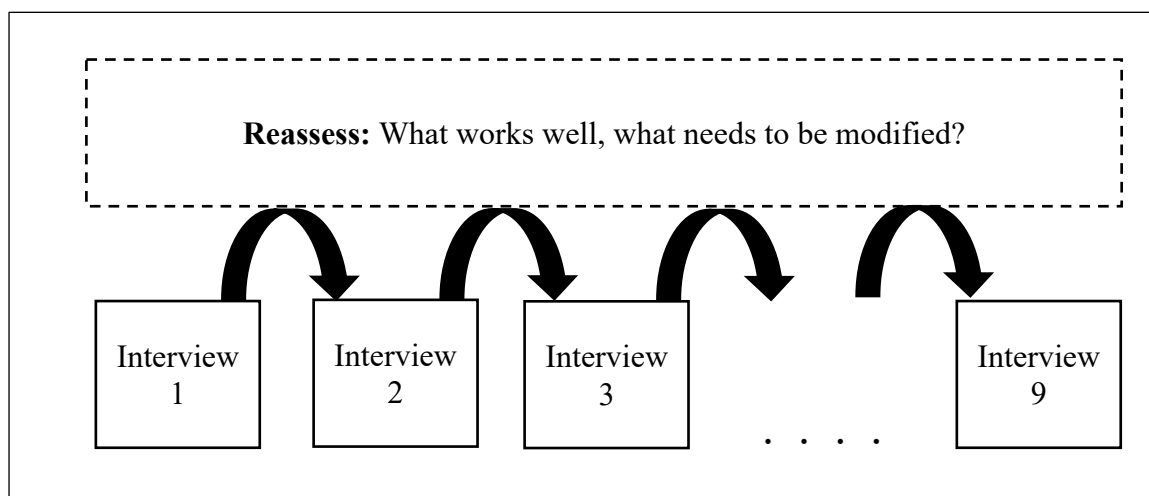 Reassess: What works well, what needs to be modified?
Interview
1
Interview
2
Interview
3
. . . .
Interview
9